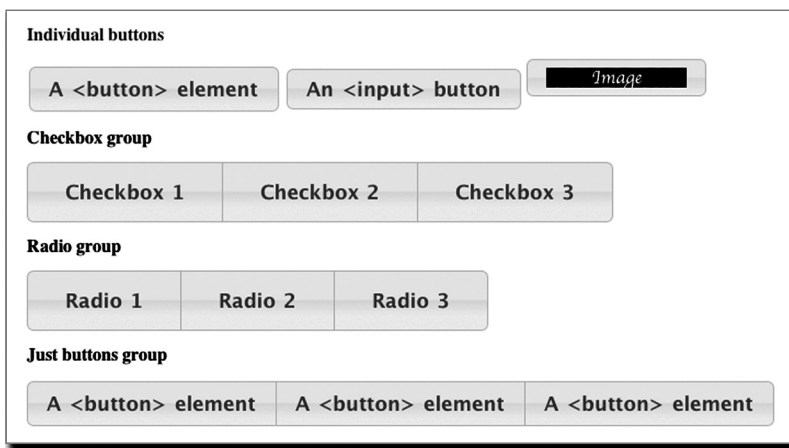 Individual buttons
A <button> element An <input> button Image
Checkbox group
Checkbox 1 Checkbox 2 Checkbox 3
Radio group
Radio 1 Radio 2 Radio 3
Just buttons group
A <button> element A <button> element A <button> element